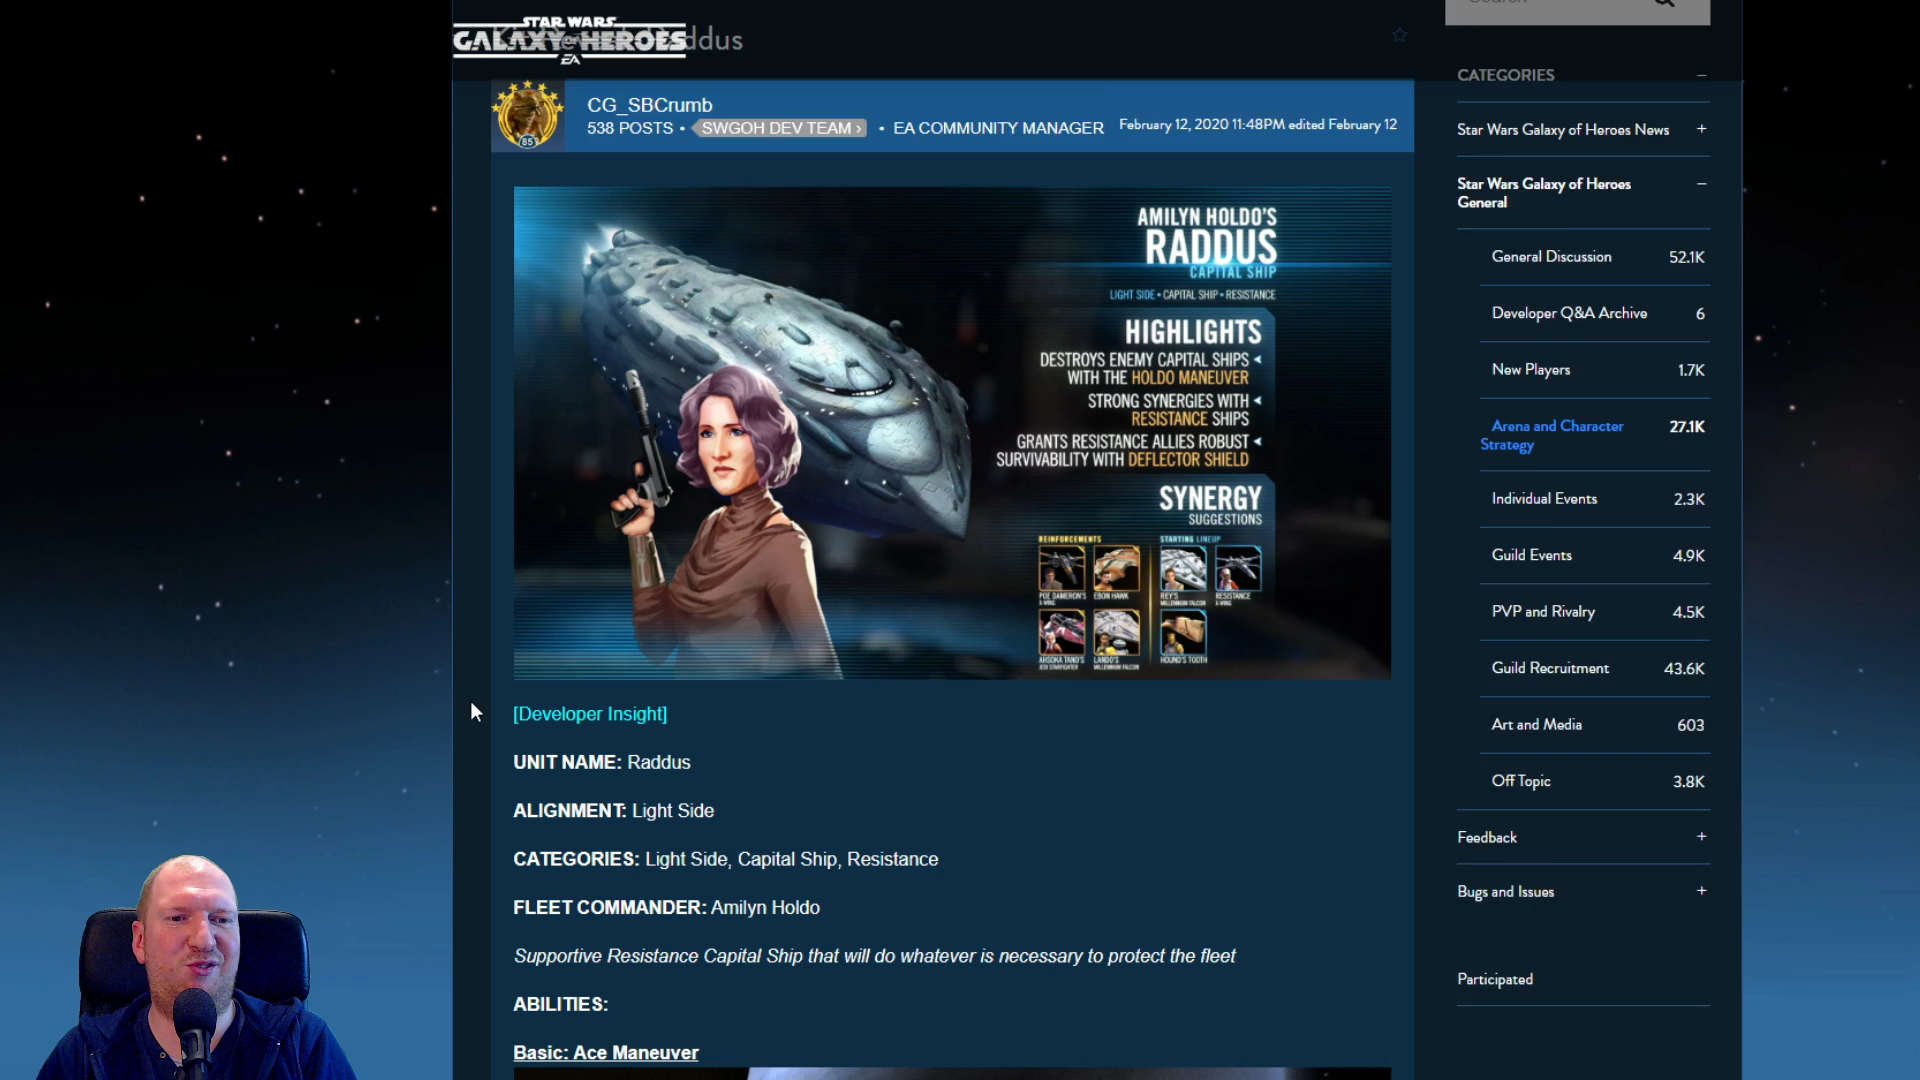 STAR WARS
GALAXY OF HEROES
EA
ddus
Search
CG_SBCrumb
538 POSTS • SWGOH DEV TEAM › • EA COMMUNITY MANAGER
February 12, 2020 11:48PM edited February 12
85
AMILYN HOLDO'S
RADDUS
CAPITAL SHIP
LIGHT SIDE • CAPITAL SHIP • RESISTANCE
HIGHLIGHTS
DESTROYS ENEMY CAPITAL SHIPS
WITH THE HOLDO MANEUVER
STRONG SYNERGIES WITH
RESISTANCE SHIPS
GRANTS RESISTANCE ALLIES ROBUST
SURVIVABILITY WITH DEFLECTOR SHIELD
SYNERGY
SUGGESTIONS
REINFORCEMENTS
STARTING LINEUP
POE DAMERON'S
X-WING
EBON HAWK
REY'S
MILLENNIUM FALCON
RESISTANCE
X-WING
AHSOKA TANO'S
JEDI STARFIGHTER
LANDO'S
MILLENNIUM FALCON
HOUND'S TOOTH
[Developer Insight]
UNIT NAME: Raddus
ALIGNMENT: Light Side
CATEGORIES: Light Side, Capital Ship, Resistance
FLEET COMMANDER: Amilyn Holdo
Supportive Resistance Capital Ship that will do whatever is necessary to protect the fleet
ABILITIES:
Basic: Ace Maneuver
CATEGORIES –
Star Wars Galaxy of Heroes News +
Star Wars Galaxy of Heroes –
General
General Discussion 52.1K
Developer Q&A Archive 6
New Players 1.7K
Arena and Character 27.1K
Strategy
Individual Events 2.3K
Guild Events 4.9K
PVP and Rivalry 4.5K
Guild Recruitment 43.6K
Art and Media 603
Off Topic 3.8K
Feedback +
Bugs and Issues +
Participated